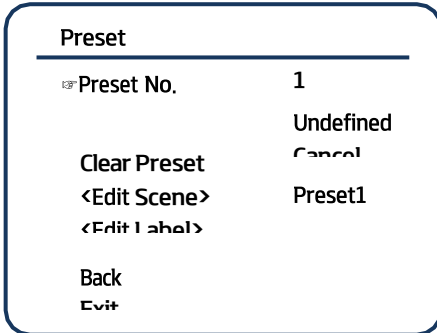 Preset
☞Preset No. 1
Undefined
Clear Preset Cancel
<Edit Scene> Preset1
<Edit Label>
Back
Exit